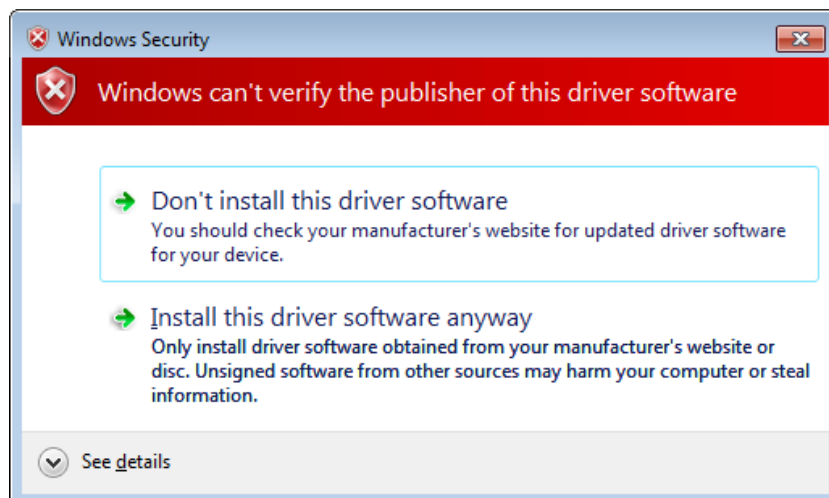 Windows Security
Windows can't verify the publisher of this driver software
Don't install this driver software
You should check your manufacturer's website for updated driver software
for your device.
Install this driver software anyway
Only install driver software obtained from your manufacturer's website or
disc. Unsigned software from other sources may harm your computer or steal
information.
See details